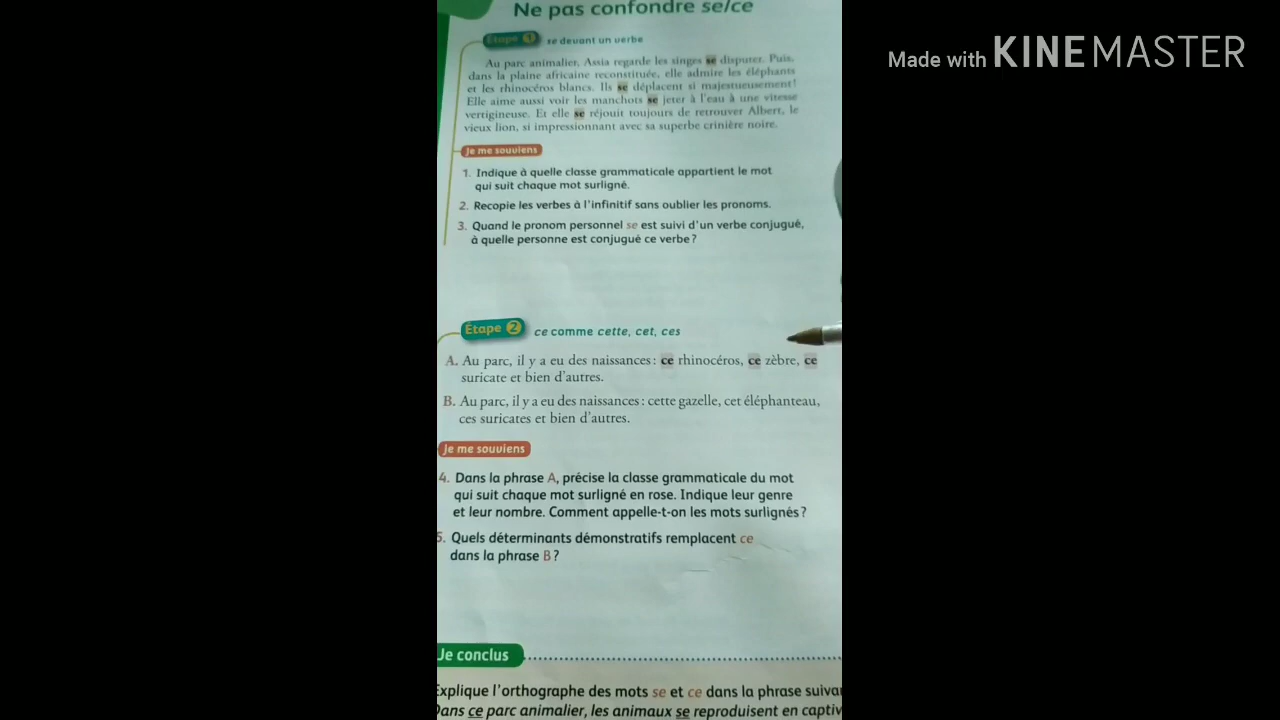 Ne pas confondre se/ce
Made with KINEMASTER
Étape 1 se devant un verbe
Au parc animalier, Assia regarde les singes se disputer. Puis,
dans la plaine africaine reconstituée, elle admire les éléphants
et les rhinocéros blancs. Ils se déplacent si majestueusement!
Elle aime aussi voir les manchots se jeter à l'eau à une vitesse
vertigineuse. Et elle se réjouit toujours de retrouver Albert, le
vieux lion, si impressionnant avec sa superbe crinière noire.
Je me souviens
1. Indique à quelle classe grammaticale appartient le mot
qui suit chaque mot surligné.
2. Recopie les verbes à l'infinitif sans oublier les pronoms.
3. Quand le pronom personnel se est suivi d'un verbe conjugué,
à quelle personne est conjugué ce verbe ?
Étape 2 ce comme cette, cet, ces
A. Au parc, il y a eu des naissances : ce rhinocéros, ce zèbre, ce
suricate et bien d'autres.
B. Au parc, il y a eu des naissances : cette gazelle, cet éléphanteau,
ces suricates et bien d'autres.
Je me souviens
4. Dans la phrase A, précise la classe grammaticale du mot
qui suit chaque mot surligné en rose. Indique leur genre
et leur nombre. Comment appelle-t-on les mots surlignés ?
5. Quels déterminants démonstratifs remplacent ce
dans la phrase B ?
Je conclus
Explique l'orthographe des mots se et ce dans la phrase suiva
Dans ce parc animalier, les animaux se reproduisent en captiv